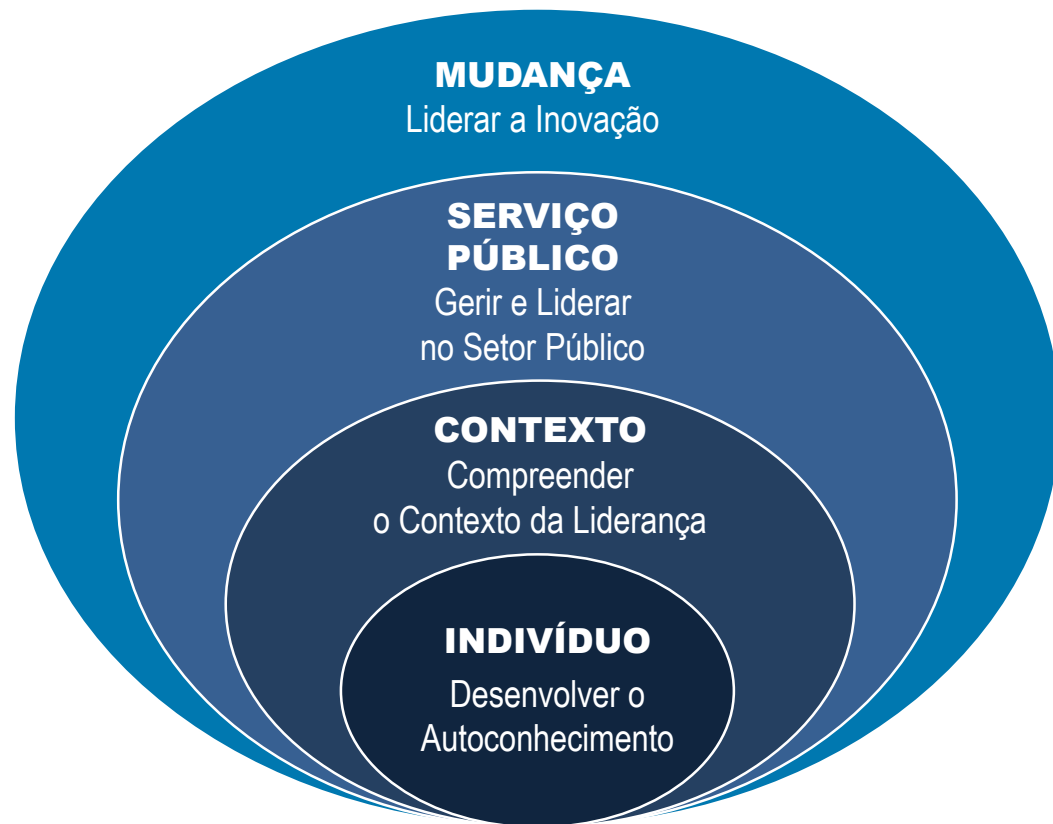 MUDANÇA
Liderar a Inovação
SERVIÇO
PÚBLICO
Gerir e Liderar
no Setor Público
CONTEXTO
Compreender
o Contexto da Liderança
INDIVÍDUO
Desenvolver o
Autoconhecimento